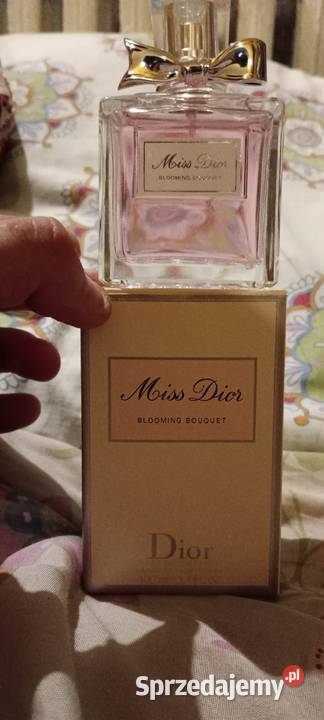 Miss Dior
BLOOMING BOUQUET
Miss Dior
BLOOMING BOUQUET
Dior
Sprzedajemy.pl